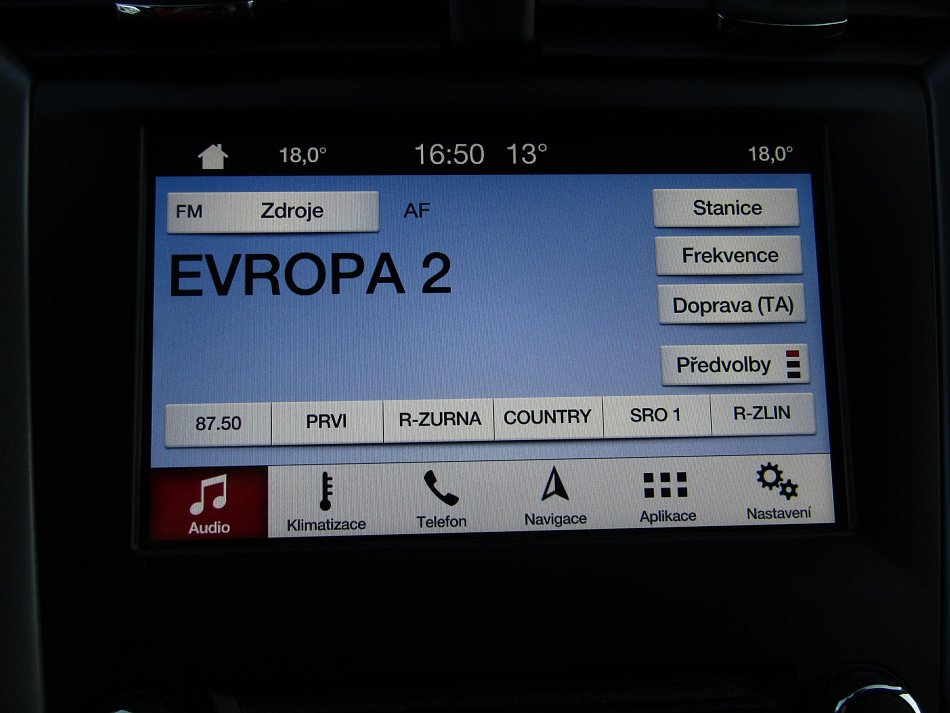 18,0° 16:50 13° 18,0°
FM Zdroje AF Stanice
Frekvence
EVROPA 2
Doprava (TA)
Předvolby
87.50 PRVI R-ZURNA COUNTRY SRO 1 R-ZLIN
Audio Klimatizace Telefon Navigace Aplikace Nastavení